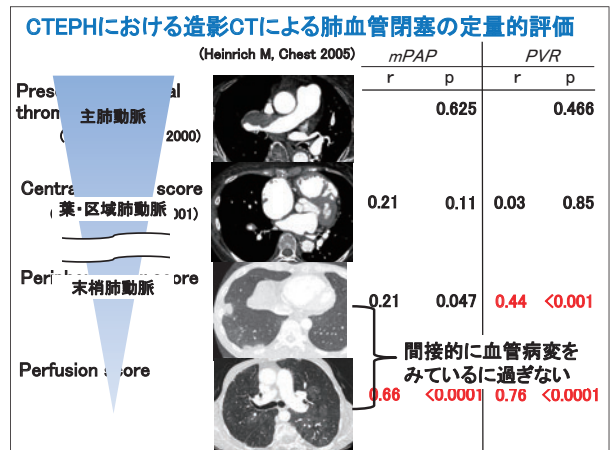 CTEPHにおける造影CTによる肺血管閉塞の定量的評価
(Heinrich M, Chest 2005)
mPAP PVR
r p r p
主肺動脈
2000)
0.625 0.466
score
葉・区域肺動脈
0.21 0.11 0.03 0.85
score
末梢肺動脈
0.21 0.047 0.44 <0.001
間接的に血管病変を
みているに過ぎない
Perfusion score
0.66 <0.0001 0.76 <0.0001